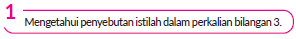 1
Mengetahui penyebutan istilah dalam perkalian bilangan 3.